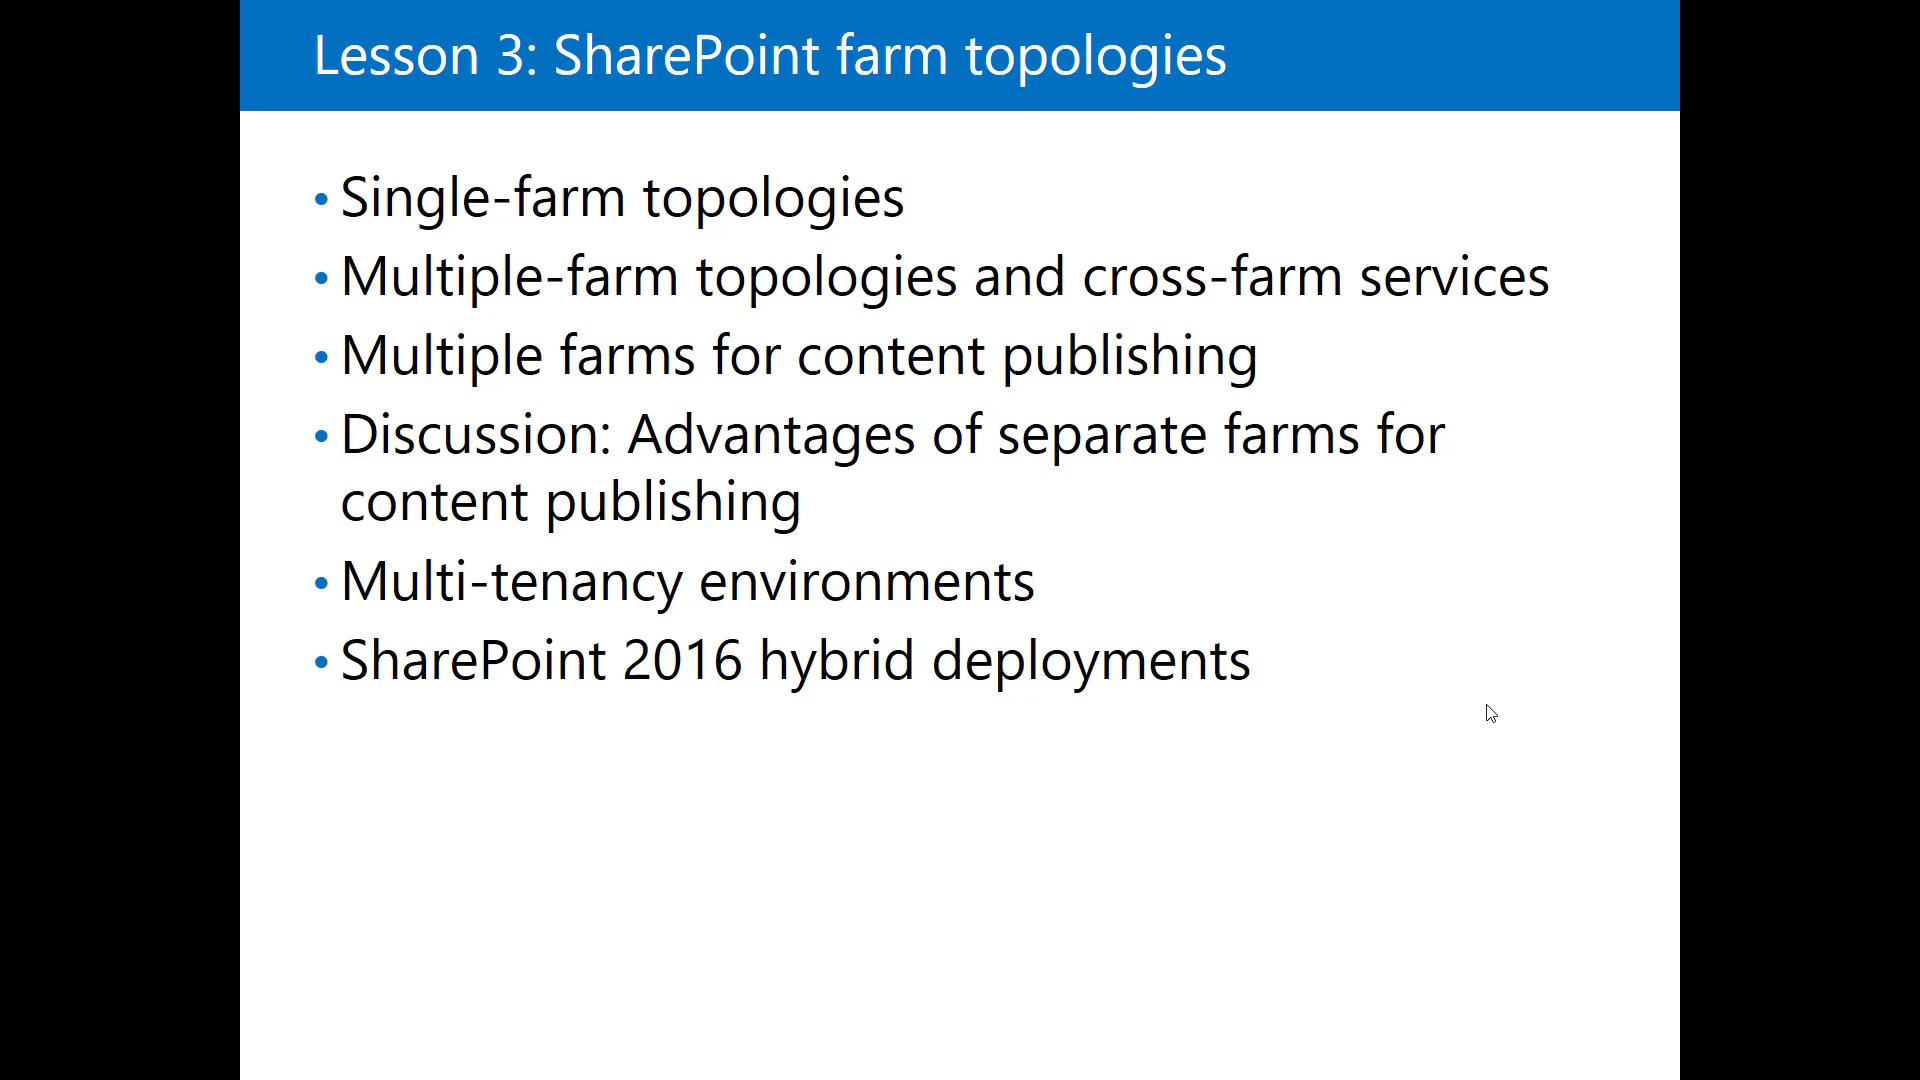 Lesson 3: SharePoint farm topologies
• Single-farm topologies
• Multiple-farm topologies and cross-farm services
• Multiple farms for content publishing
• Discussion: Advantages of separate farms for
content publishing
• Multi-tenancy environments
• SharePoint 2016 hybrid deployments